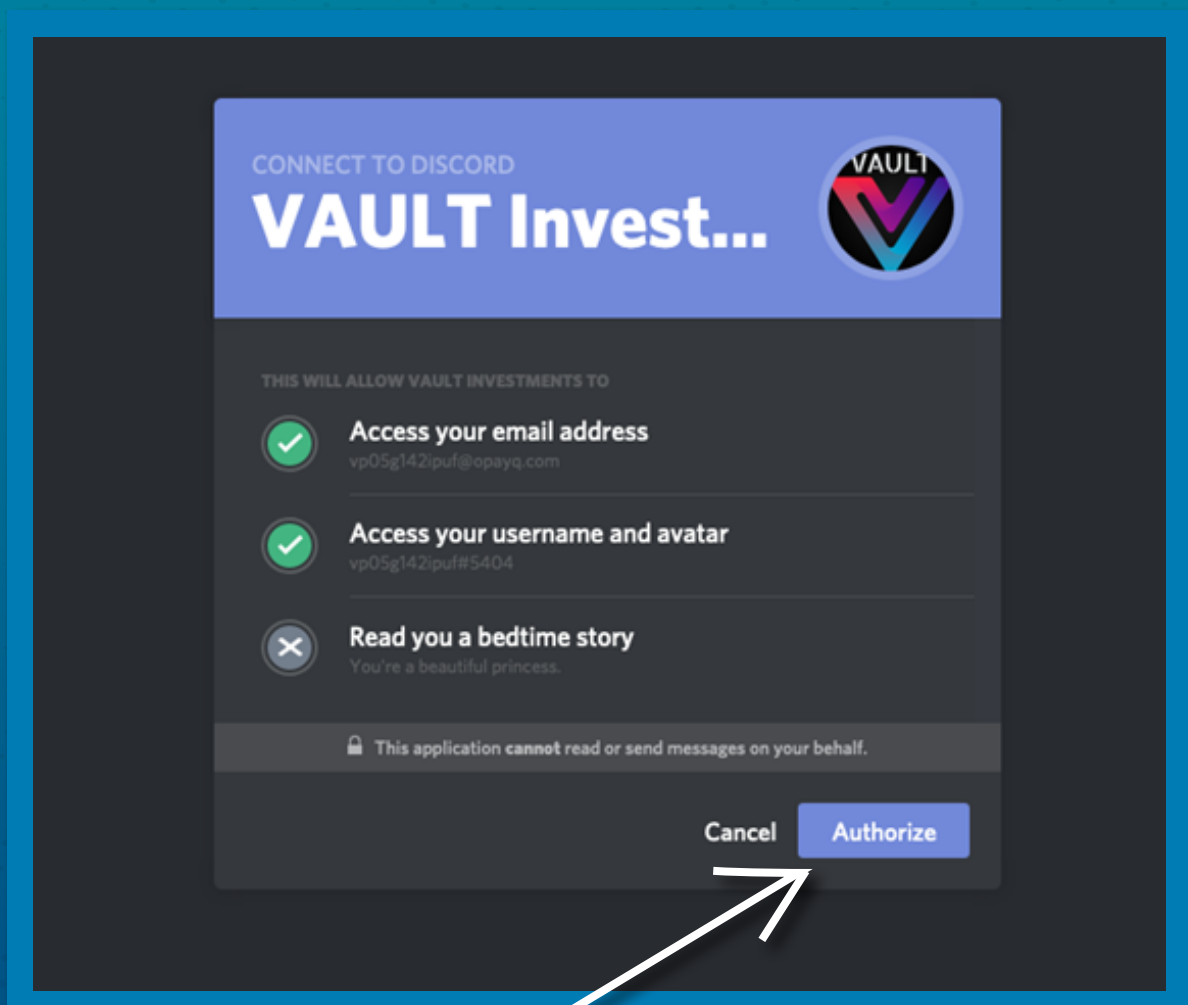 CONNECT TO DISCORD
VAULT Invest...
VAULT
THIS WILL ALLOW VAULT INVESTMENTS TO
Access your email address
vp05g142ipuf@opayq.com
Access your username and avatar
vp05g142ipuf#5404
Read you a bedtime story
You're a beautiful princess.
This application cannot read or send messages on your behalf.
Cancel
Authorize